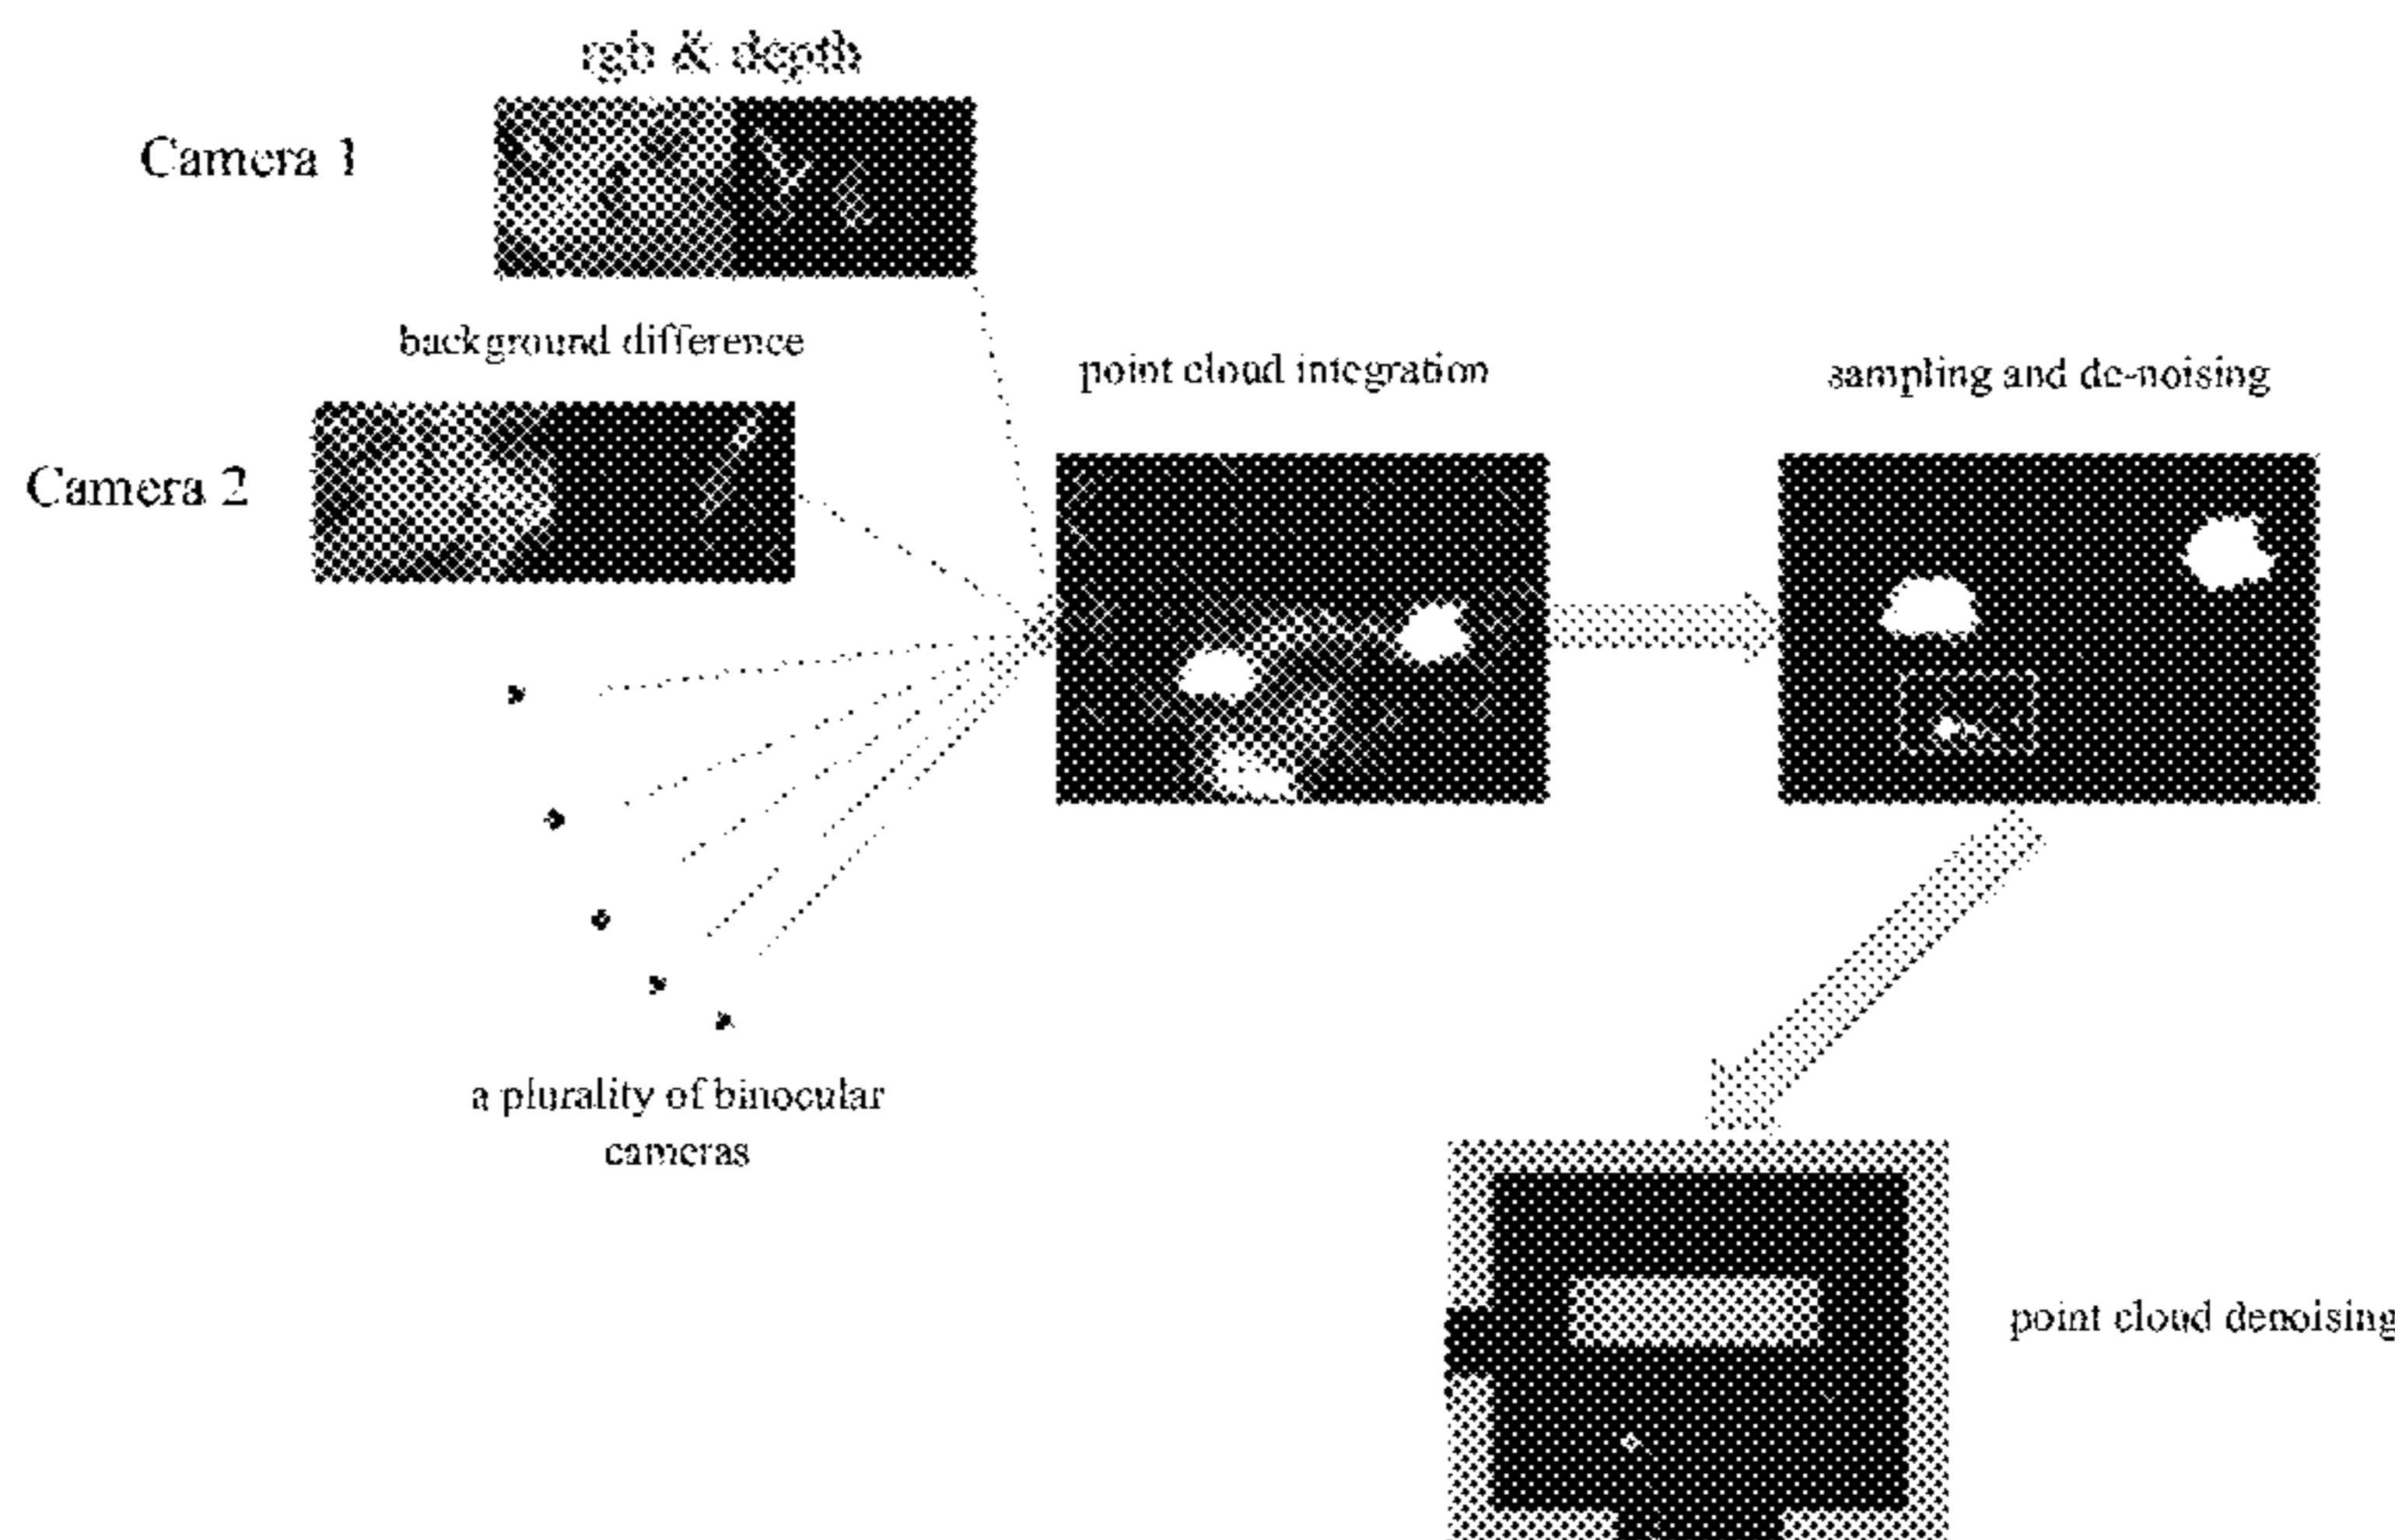 rgb & depth
Camera 1
background difference
point cloud integration
sampling and de-noising
Camera 2
a plurality of binocular
cameras
point cloud denoising